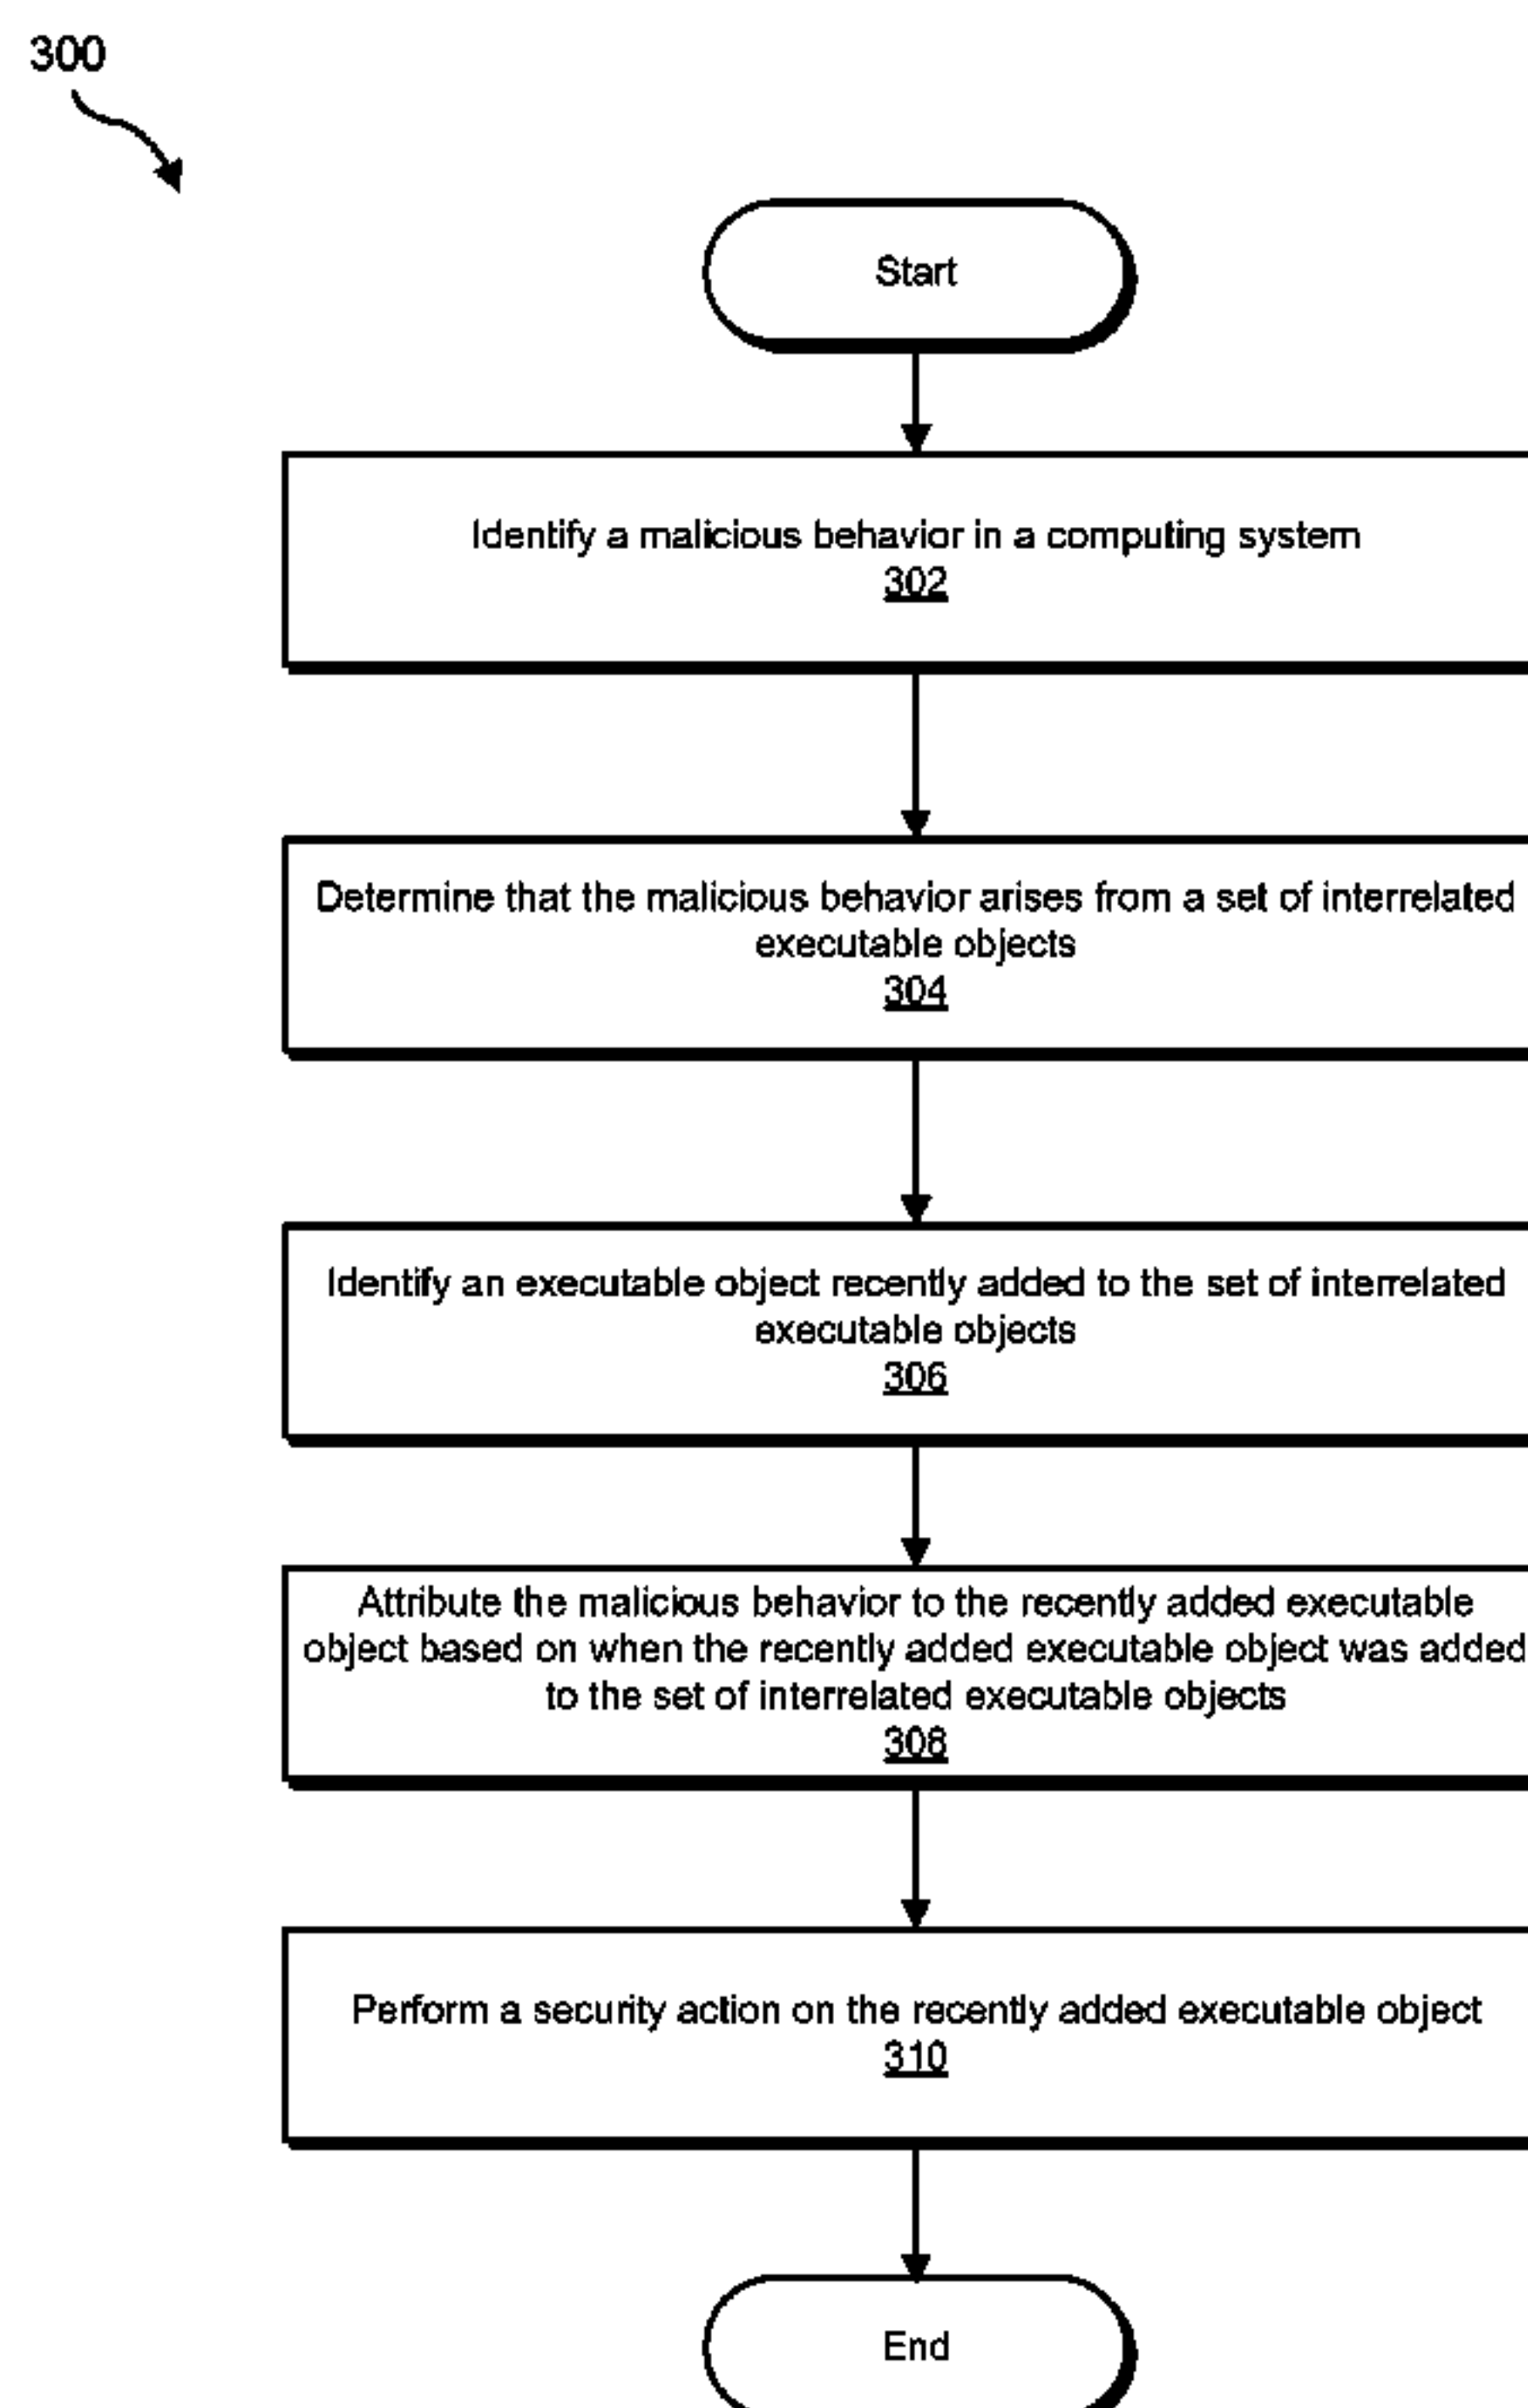 300
Start
Identify a malicious behavior in a computing system
302
Determine that the malicious behavior arises from a set of interrelated
executable objects
304
Identify an executable object recently added to the set of interrelated
executable objects
306
Attribute the malicious behavior to the recently added executable
object based on when the recently added executable object was added
to the set of interrelated executable objects
308
Perform a security action on the recently added executable object
310
End